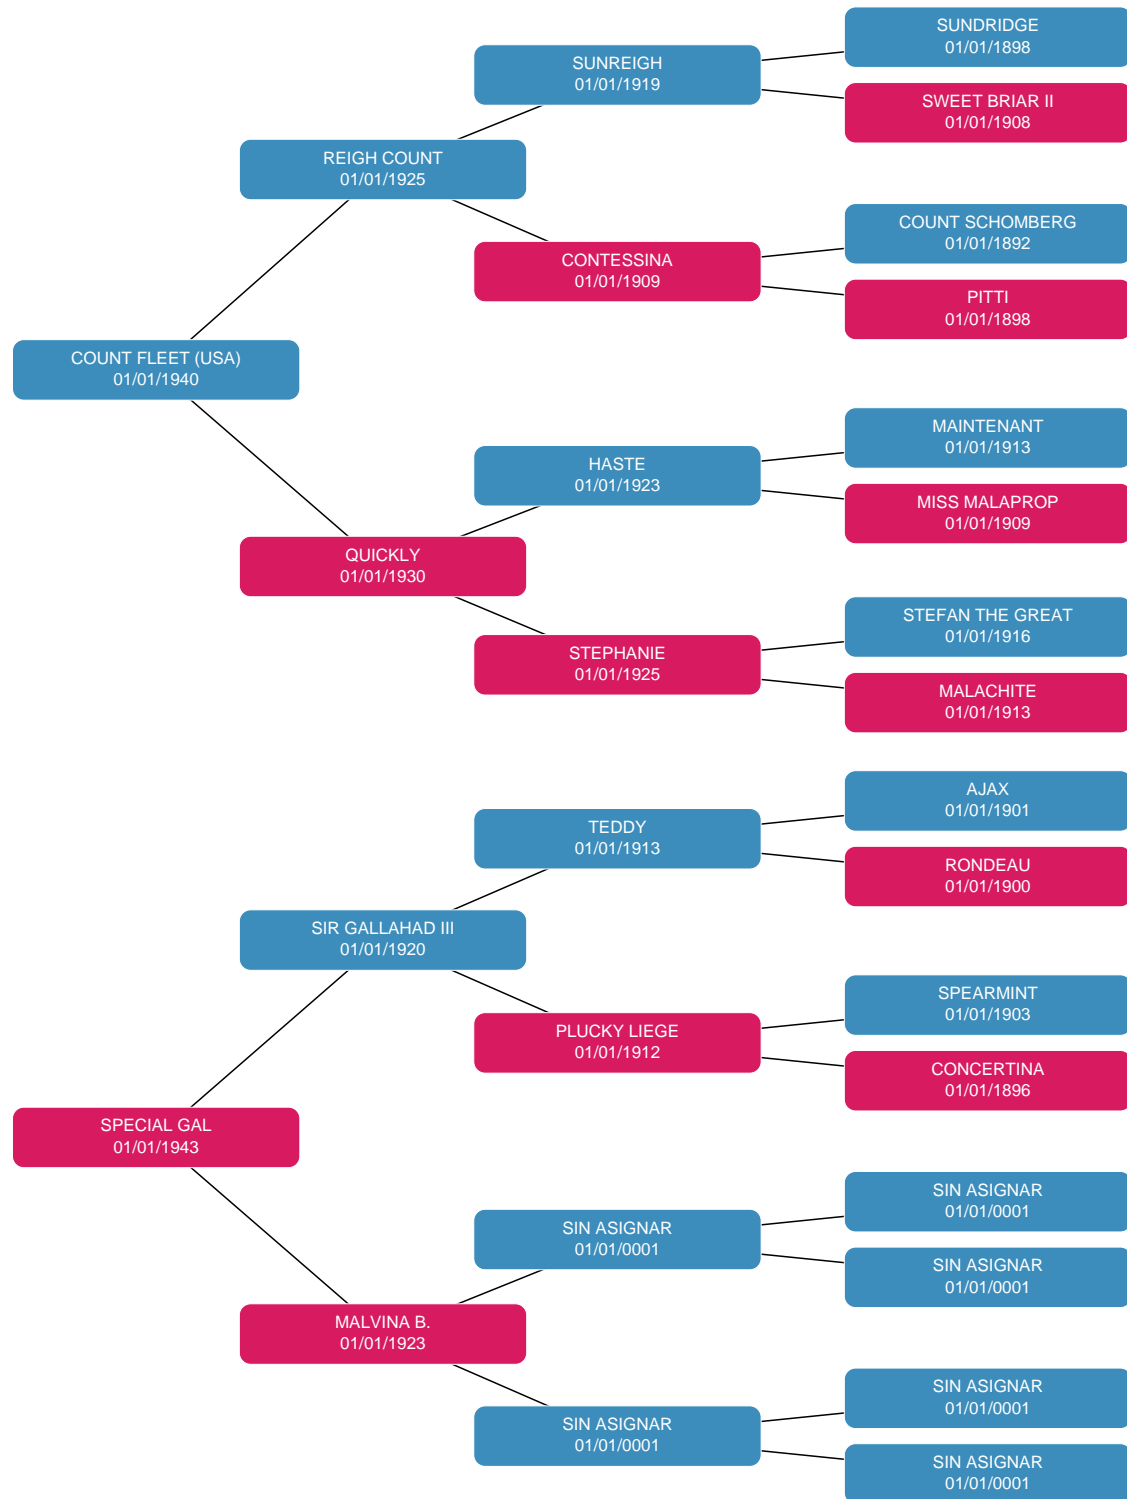 SUNDRIDGE
01/01/1898
SUNREIGH
01/01/1919
SWEET BRIAR II
01/01/1908
REIGH COUNT
01/01/1925
COUNT SCHOMBERG
01/01/1892
CONTESSINA
01/01/1909
PITTI
01/01/1898
COUNT FLEET (USA)
01/01/1940
MAINTENANT
01/01/1913
HASTE
01/01/1923
MISS MALAPROP
01/01/1909
QUICKLY
01/01/1930
STEFAN THE GREAT
01/01/1916
STEPHANIE
01/01/1925
MALACHITE
01/01/1913
AJAX
01/01/1901
TEDDY
01/01/1913
RONDEAU
01/01/1900
SIR GALLAHAD III
01/01/1920
SPEARMINT
01/01/1903
PLUCKY LIEGE
01/01/1912
CONCERTINA
01/01/1896
SPECIAL GAL
01/01/1943
SIN ASIGNAR
01/01/0001
SIN ASIGNAR
01/01/0001
SIN ASIGNAR
01/01/0001
MALVINA B.
01/01/1923
SIN ASIGNAR
01/01/0001
SIN ASIGNAR
01/01/0001
SIN ASIGNAR
01/01/0001